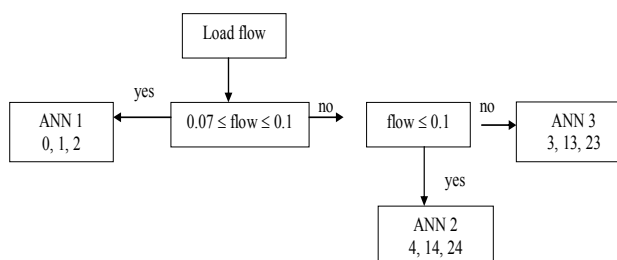 Load flow
yes
no
no
ANN 1
0, 1, 2
0.07 ≤ flow ≤ 0.1
flow ≤ 0.1
ANN 3
3, 13, 23
yes
ANN 2
4, 14, 24